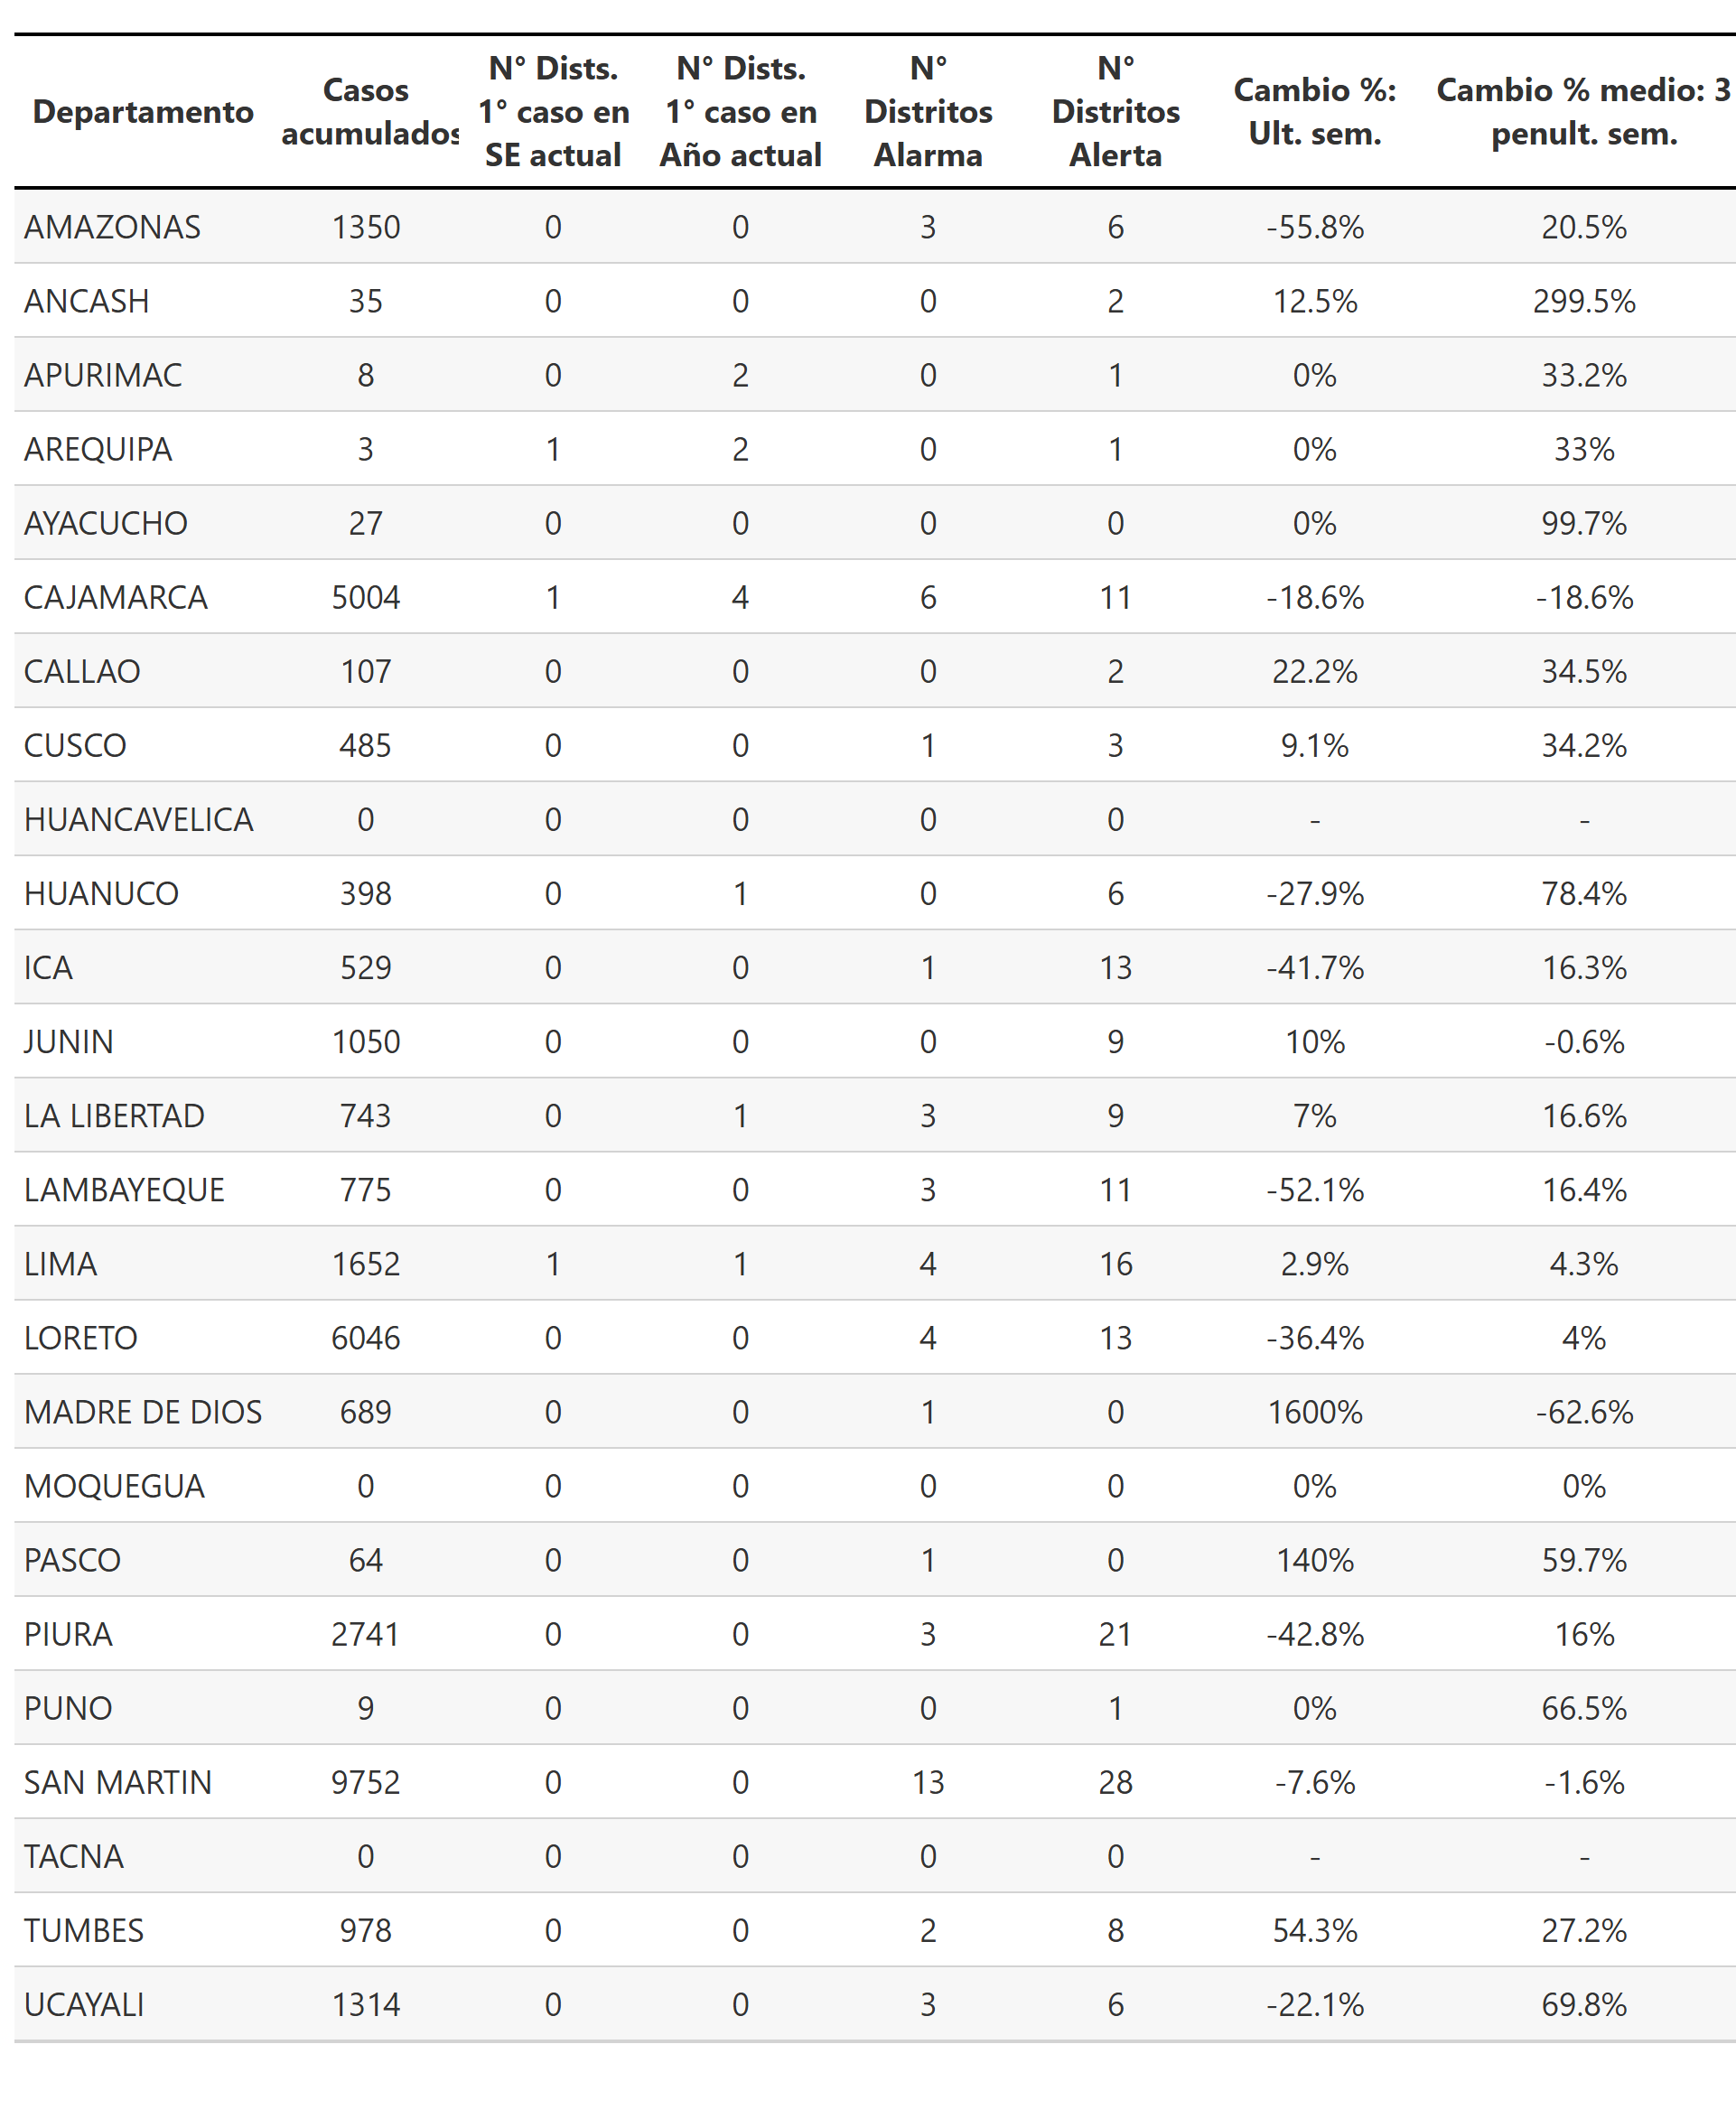 Departamento Casos acumulados N° Dists. 1° caso en SE actual N° Dists. 1° caso en Año actual N° Distritos Alarma N° Distritos Alerta Cambio %: Ult. sem. Cambio % medio: 3 penult. sem.
AMAZONAS 1350 0 0 3 6 -55.8% 20.5%
ANCASH 35 0 0 0 2 12.5% 299.5%
APURIMAC 8 0 2 0 1 0% 33.2%
AREQUIPA 3 1 2 0 1 0% 33%
AYACUCHO 27 0 0 0 0 0% 99.7%
CAJAMARCA 5004 1 4 6 11 -18.6% -18.6%
CALLAO 107 0 0 0 2 22.2% 34.5%
CUSCO 485 0 0 1 3 9.1% 34.2%
HUANCAVELICA 0 0 0 0 0 - -
HUANUCO 398 0 1 0 6 -27.9% 78.4%
ICA 529 0 0 1 13 -41.7% 16.3%
JUNIN 1050 0 0 0 9 10% -0.6%
LA LIBERTAD 743 0 1 3 9 7% 16.6%
LAMBAYEQUE 775 0 0 3 11 -52.1% 16.4%
LIMA 1652 1 1 4 16 2.9% 4.3%
LORETO 6046 0 0 4 13 -36.4% 4%
MADRE DE DIOS 689 0 0 1 0 1600% -62.6%
MOQUEGUA 0 0 0 0 0 0% 0%
PASCO 64 0 0 1 0 140% 59.7%
PIURA 2741 0 0 3 21 -42.8% 16%
PUNO 9 0 0 0 1 0% 66.5%
SAN MARTIN 9752 0 0 13 28 -7.6% -1.6%
TACNA 0 0 0 0 0 - -
TUMBES 978 0 0 2 8 54.3% 27.2%
UCAYALI 1314 0 0 3 6 -22.1% 69.8%